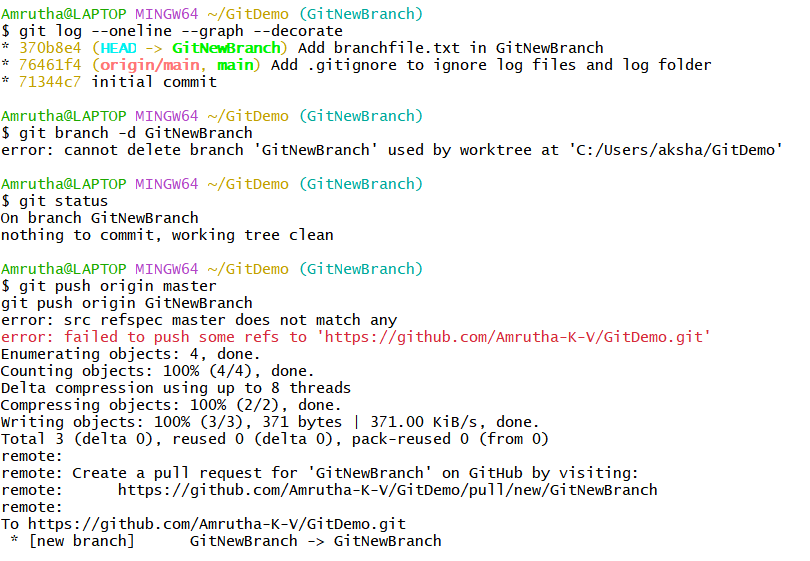 Amrutha@LAPTOP MINGW64 ~/GitDemo (GitNewBranch)
$ git log --oneline --graph --decorate
* 370b8e4 (HEAD -> GitNewBranch) Add branchfile.txt in GitNewBranch
* 76461f4 (origin/main, main) Add .gitignore to ignore log files and log folder
* 71344c7 initial commit
Amrutha@LAPTOP MINGW64 ~/GitDemo (GitNewBranch)
$ git branch -d GitNewBranch
error: cannot delete branch 'GitNewBranch' used by worktree at 'C:/Users/aksha/GitDemo'
Amrutha@LAPTOP MINGW64 ~/GitDemo (GitNewBranch)
$ git status
On branch GitNewBranch
nothing to commit, working tree clean
Amrutha@LAPTOP MINGW64 ~/GitDemo (GitNewBranch)
$ git push origin master
git push origin GitNewBranch
error: src refspec master does not match any
error: failed to push some refs to 'https://github.com/Amrutha-K-V/GitDemo.git'
Enumerating objects: 4, done.
Counting objects: 100% (4/4), done.
Delta compression using up to 8 threads
Compressing objects: 100% (2/2), done.
Writing objects: 100% (3/3), 371 bytes | 371.00 KiB/s, done.
Total 3 (delta 0), reused 0 (delta 0), pack-reused 0 (from 0)
remote:
remote: Create a pull request for 'GitNewBranch' on GitHub by visiting:
remote:      https://github.com/Amrutha-K-V/GitDemo/pull/new/GitNewBranch
remote:
To https://github.com/Amrutha-K-V/GitDemo.git
 * [new branch]      GitNewBranch -> GitNewBranch